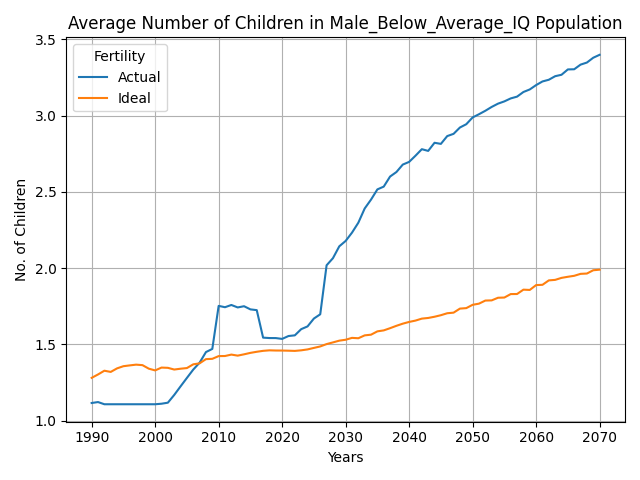 Average Number of Children in Male_Below_Average_IQ Population
3.5
3.0
2.5
2.0
1.5
1.0
No. of Children
Fertility
Actual
Ideal
1990 2000 2010 2020 2030 2040 2050 2060 2070
Years